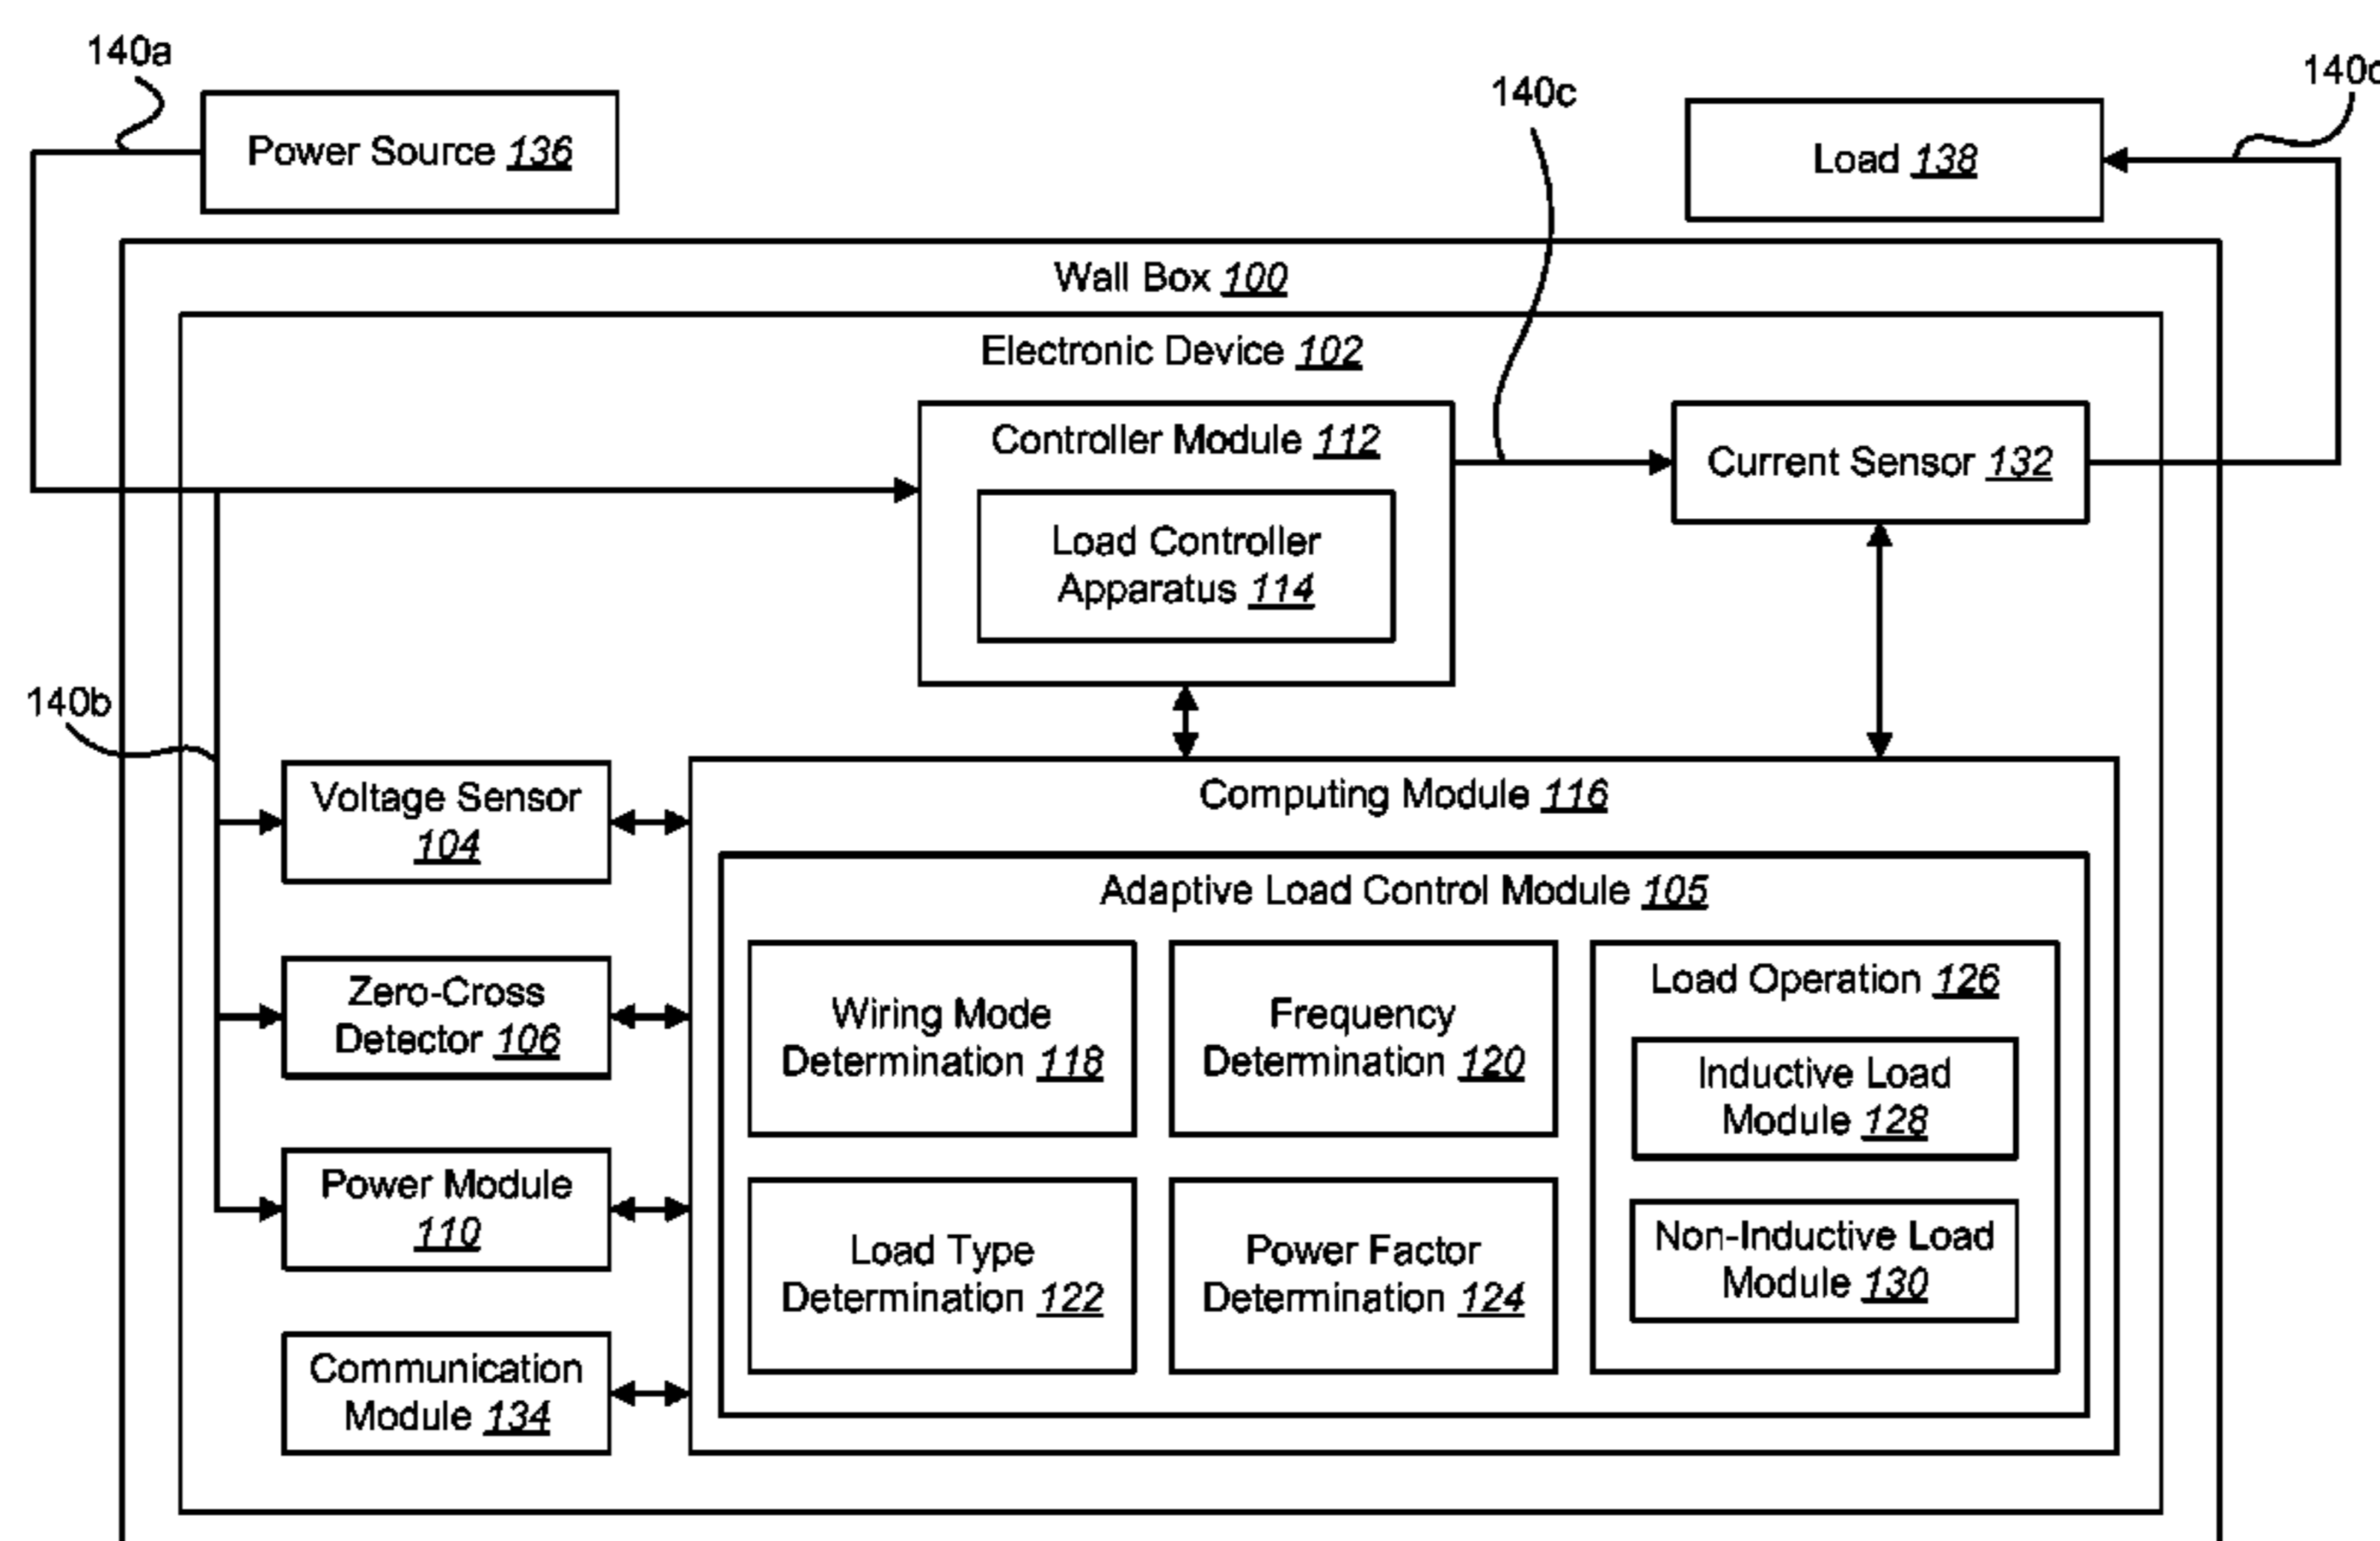 140a
Power Source 136
140c
Load 138
140d
Wall Box 100
Electronic Device 102
Controller Module 112
Load Controller
Apparatus 114
Current Sensor 132
140b
Voltage Sensor
104
Zero-Cross
Detector 106
Power Module
110
Communication
Module 134
Computing Module 116
Adaptive Load Control Module 105
Wiring Mode
Determination 118
Frequency
Determination 120
Load Type
Determination 122
Power Factor
Determination 124
Load Operation 126
Inductive Load
Module 128
Non-Inductive Load
Module 130